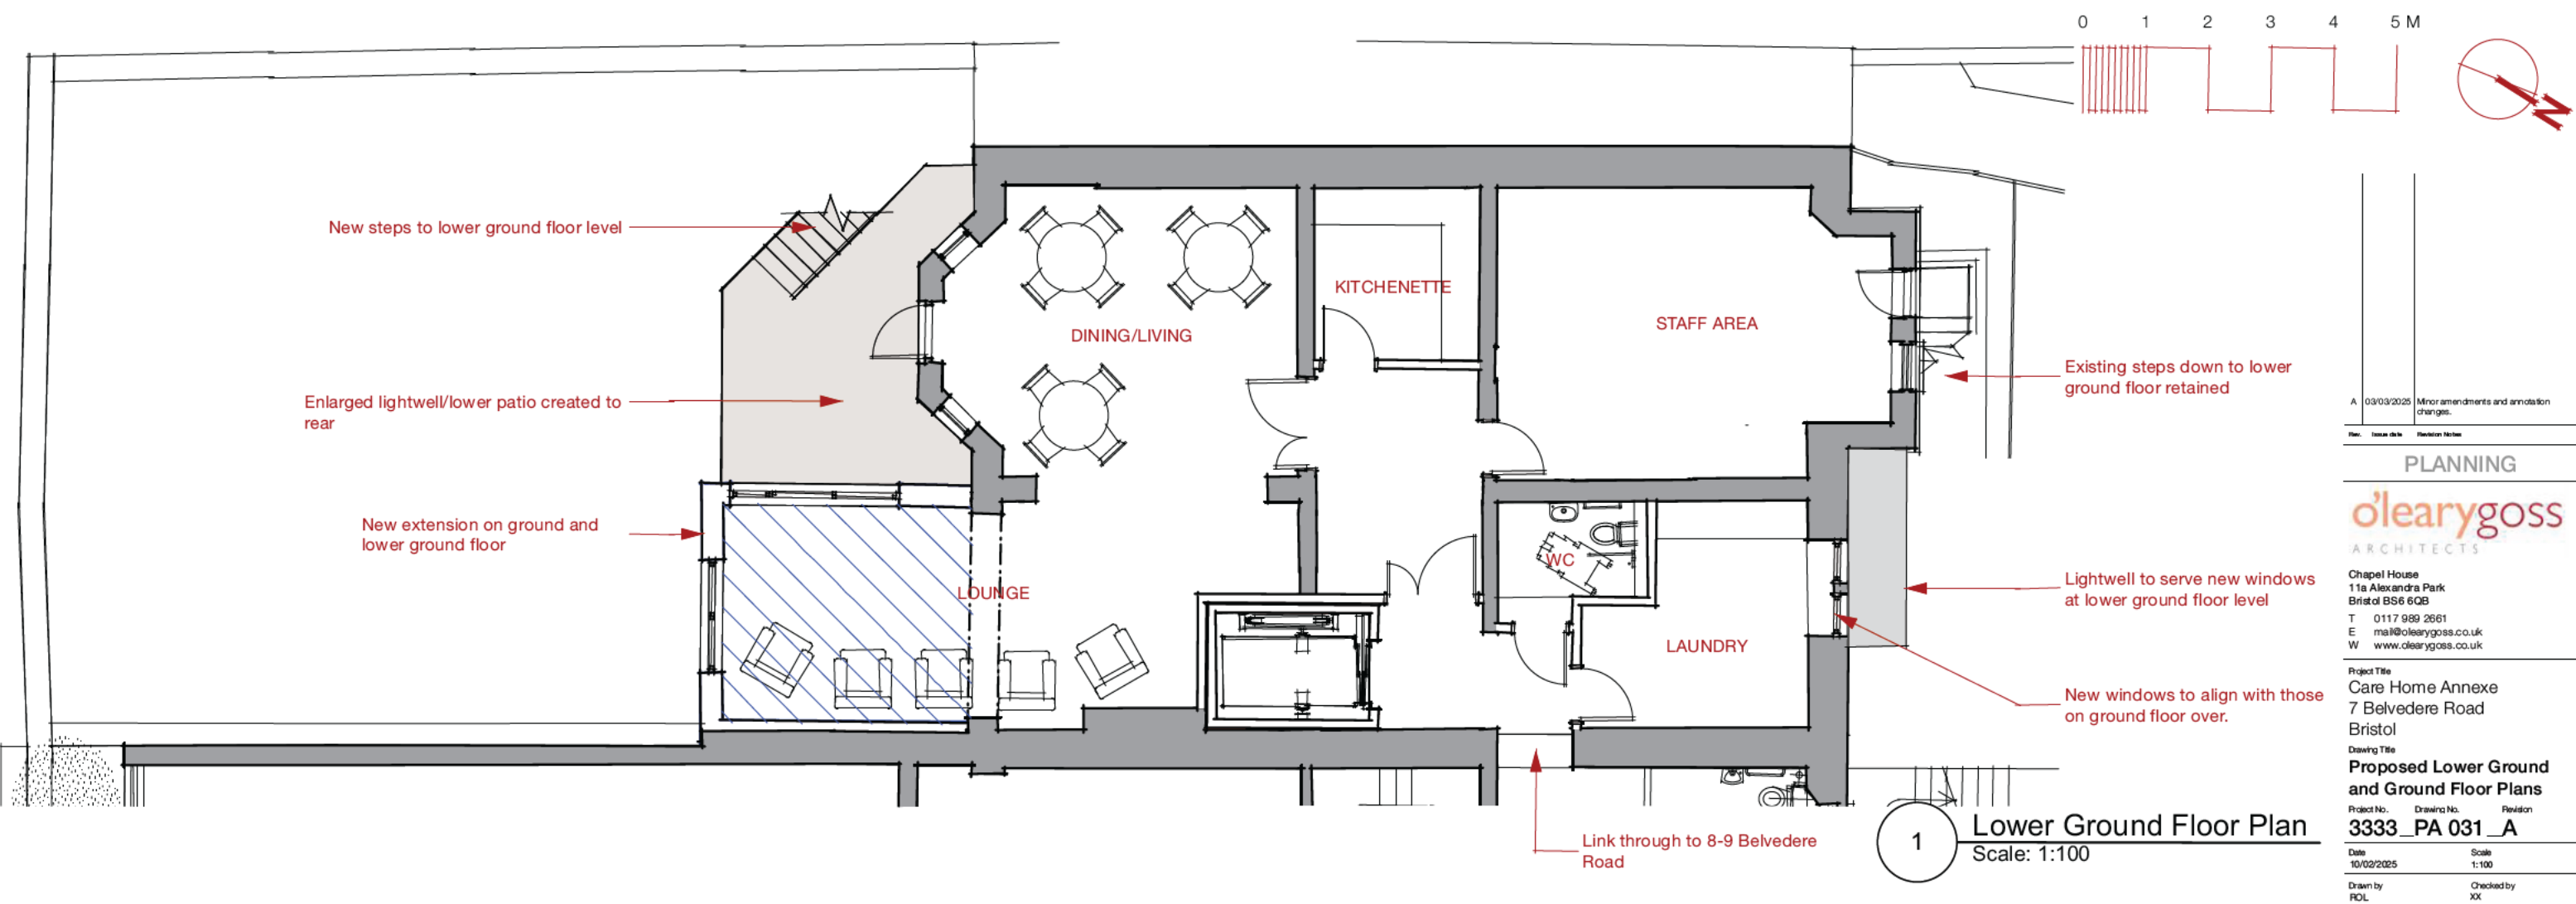 0 1 2 3 4 5 M
N
New steps to lower ground floor level
Enlarged lightwell/lower patio created to
rear
New extension on ground and
lower ground floor
DINING/LIVING
KITCHENETTE
STAFF AREA
LOUNGE
WC
LAUNDRY
Existing steps down to lower
ground floor retained
Lightwell to serve new windows
at lower ground floor level
New windows to align with those
on ground floor over.
Link through to 8-9 Belvedere
Road
1
Lower Ground Floor Plan
Scale: 1:100
A 03/03/2025 Minor amendments and annotation
changes.
Rev. Issue date Revision Notes
PLANNING
o'learygoss
ARCHITECTS
Chapel House
11a Alexandra Park
Bristol BS6 6QB
T 0117 989 2661
E mail@olearygoss.co.uk
W www.olearygoss.co.uk
Project Title
Care Home Annexe
7 Belvedere Road
Bristol
Drawing Title
Proposed Lower Ground
and Ground Floor Plans
Project No. Drawing No. Revision
3333_PA 031_A
Date Scale
10/02/2025 1:100
Drawn by Checked by
ROL XX